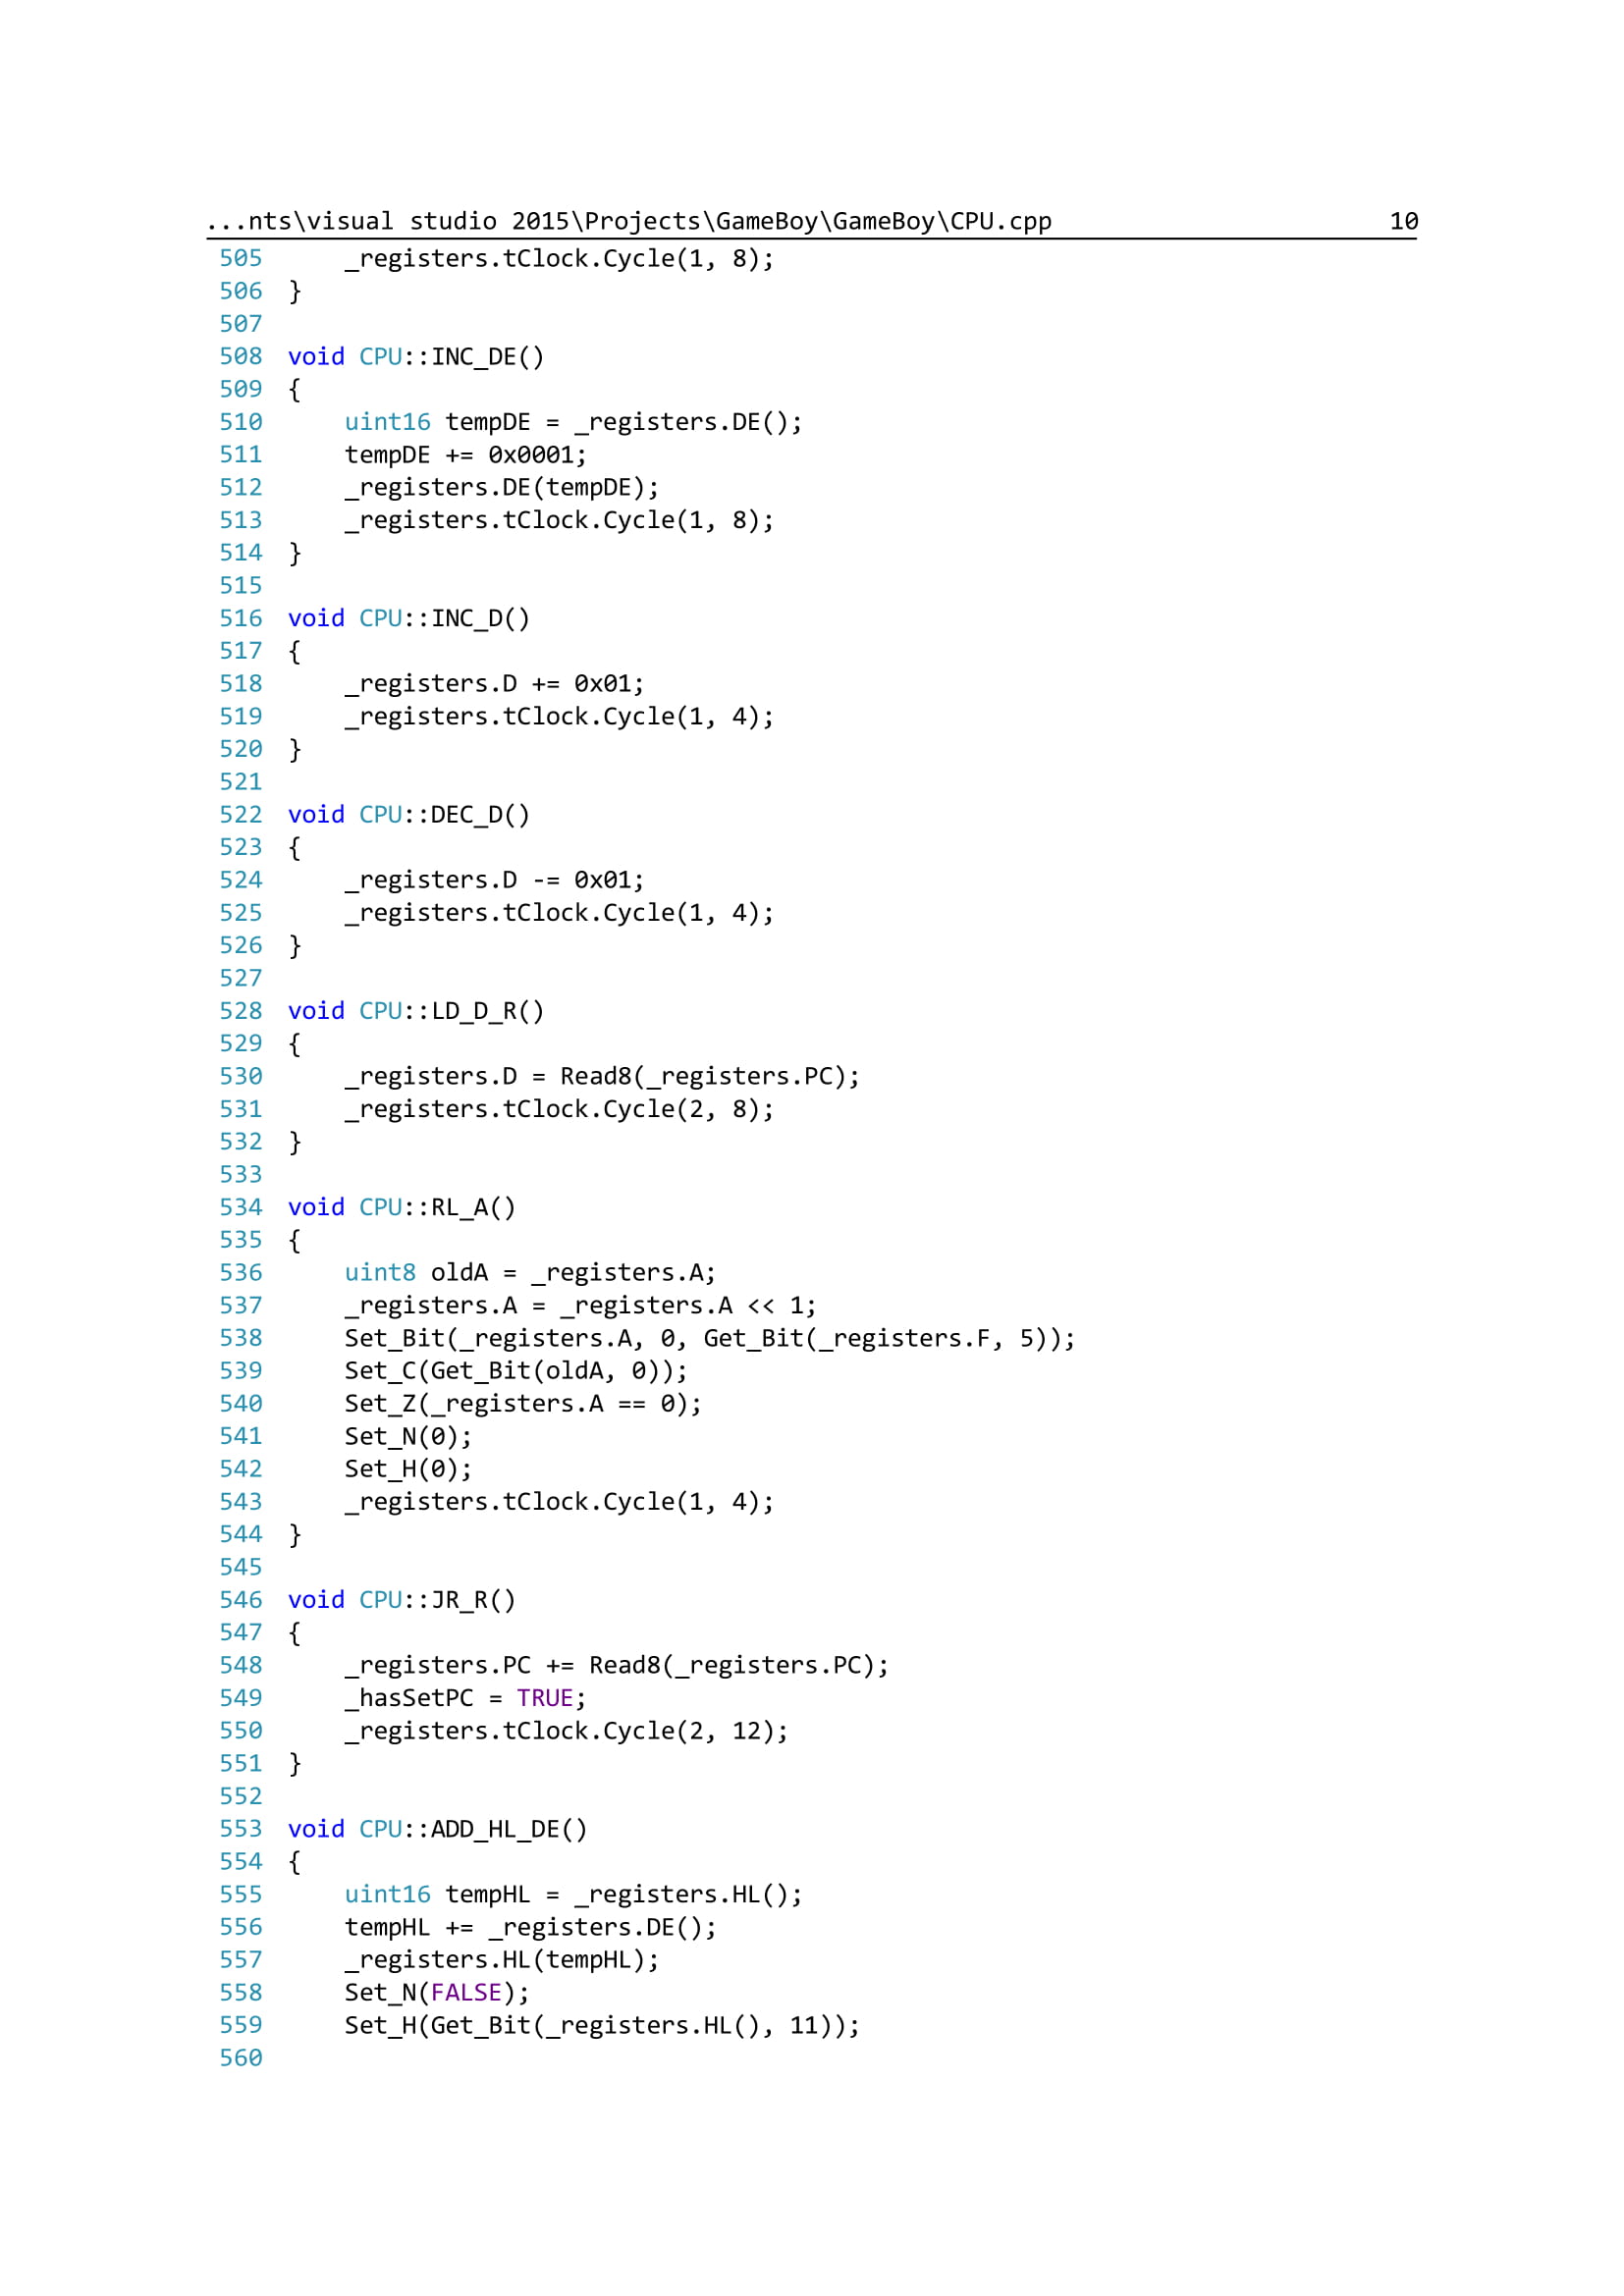 ...nts\visual studio 2015\Projects\GameBoy\GameBoy\CPU.cpp 10
505     _registers.tClock.Cycle(1, 8);
506 }
507
508 void CPU::INC_DE()
509 {
510     uint16 tempDE = _registers.DE();
511     tempDE += 0x0001;
512     _registers.DE(tempDE);
513     _registers.tClock.Cycle(1, 8);
514 }
515
516 void CPU::INC_D()
517 {
518     _registers.D += 0x01;
519     _registers.tClock.Cycle(1, 4);
520 }
521
522 void CPU::DEC_D()
523 {
524     _registers.D -= 0x01;
525     _registers.tClock.Cycle(1, 4);
526 }
527
528 void CPU::LD_D_R()
529 {
530     _registers.D = Read8(_registers.PC);
531     _registers.tClock.Cycle(2, 8);
532 }
533
534 void CPU::RL_A()
535 {
536     uint8 oldA = _registers.A;
537     _registers.A = _registers.A << 1;
538     Set_Bit(_registers.A, 0, Get_Bit(_registers.F, 5));
539     Set_C(Get_Bit(oldA, 0));
540     Set_Z(_registers.A == 0);
541     Set_N(0);
542     Set_H(0);
543     _registers.tClock.Cycle(1, 4);
544 }
545
546 void CPU::JR_R()
547 {
548     _registers.PC += Read8(_registers.PC);
549     _hasSetPC = TRUE;
550     _registers.tClock.Cycle(2, 12);
551 }
552
553 void CPU::ADD_HL_DE()
554 {
555     uint16 tempHL = _registers.HL();
556     tempHL += _registers.DE();
557     _registers.HL(tempHL);
558     Set_N(FALSE);
559     Set_H(Get_Bit(_registers.HL(), 11));
560